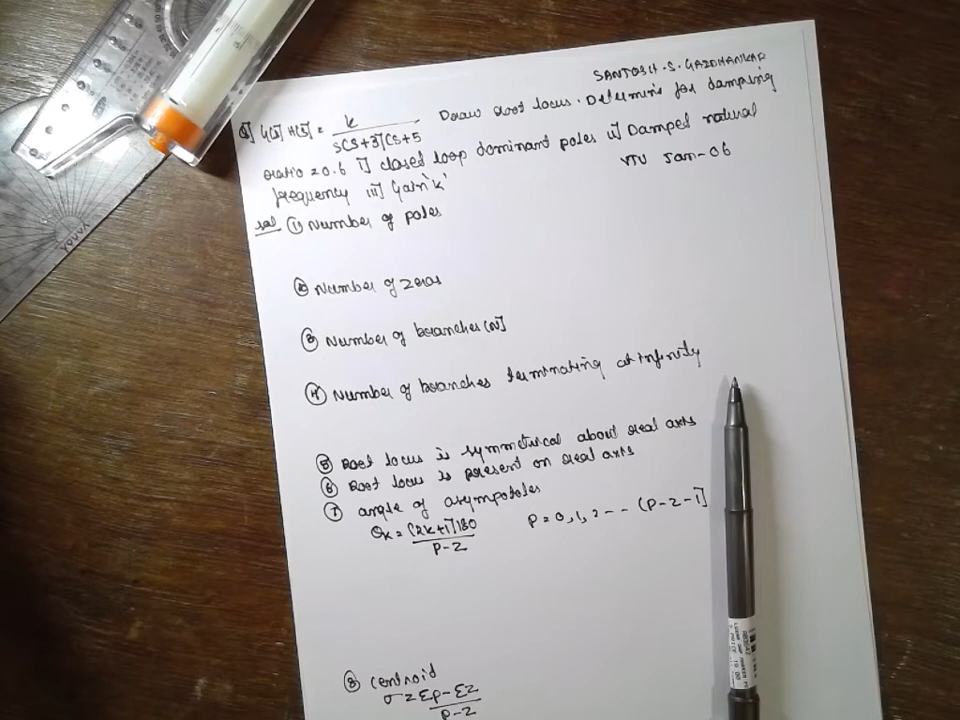 SANTOSH.S.GAIDHANKAR
Q5] G(s) H(s) = k / s(s+3](s+5 Draw root locus. Determine for damping
ratio = 0.6 i] closed loop dominant poles ii] Damped natural
frequency iii] Gain 'k' VTU Jan-06
sol ① Number of poles
② Number of zeros
③ Number of branches (N]
④ Number of branches terminating at infinity
⑤ Root locus is symmetrical about real axis
⑥ Root locus is present on real axis
⑦ angle of asympototes
θk = (2k+1]180 / P-Z P = 0, 1, 2 -- - (P-Z-1]
⑧ centroid
σ = Σp - Σz / P-Z